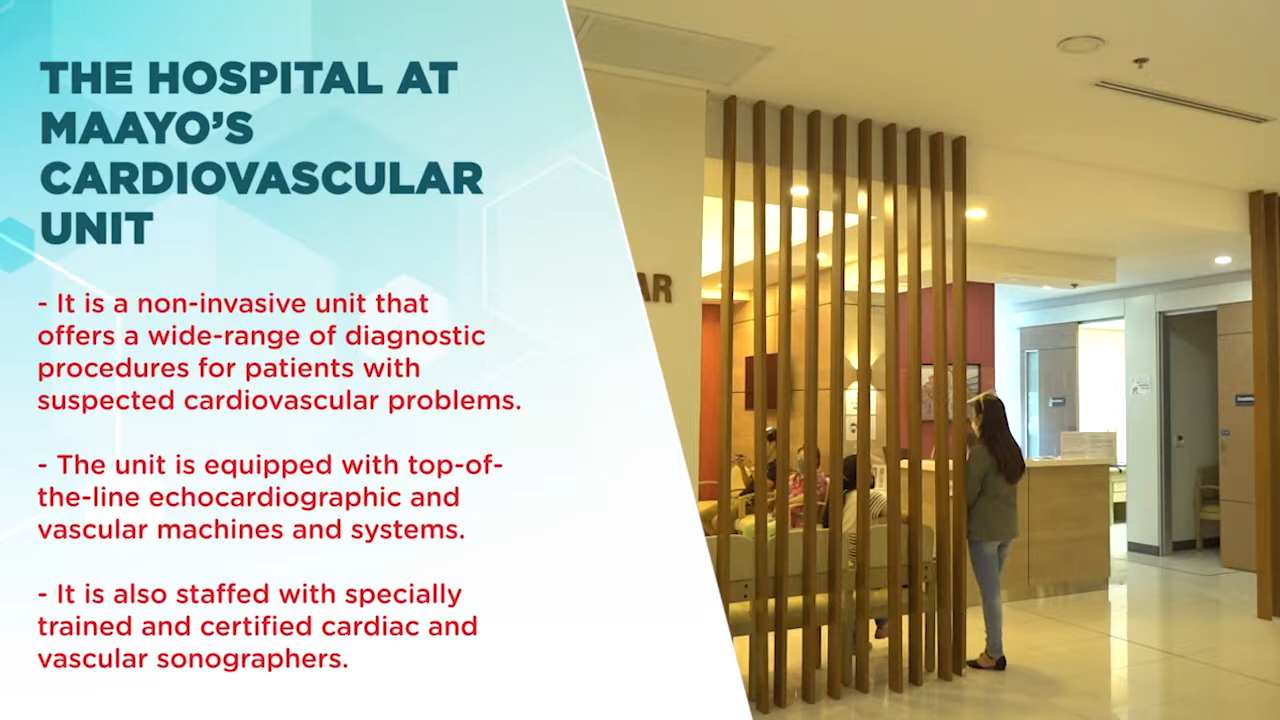 THE HOSPITAL AT
MAAYO'S
CARDIOVASCULAR
UNIT
- It is a non-invasive unit that
offers a wide-range of diagnostic
procedures for patients with
suspected cardiovascular problems.
- The unit is equipped with top-of-
the-line echocardiographic and
vascular machines and systems.
- It is also staffed with specially
trained and certified cardiac and
vascular sonographers.
AR